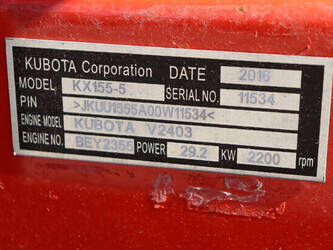 KUBOTA Corporation DATE 2016
MODEL KX155-5 SERIAL NO. 11534
PIN >JKUU1555A00W11534<
ENGINE MODEL KUBOTA V2403
ENGINE NO. BEY2355 POWER 29.2 KW 2200 rpm